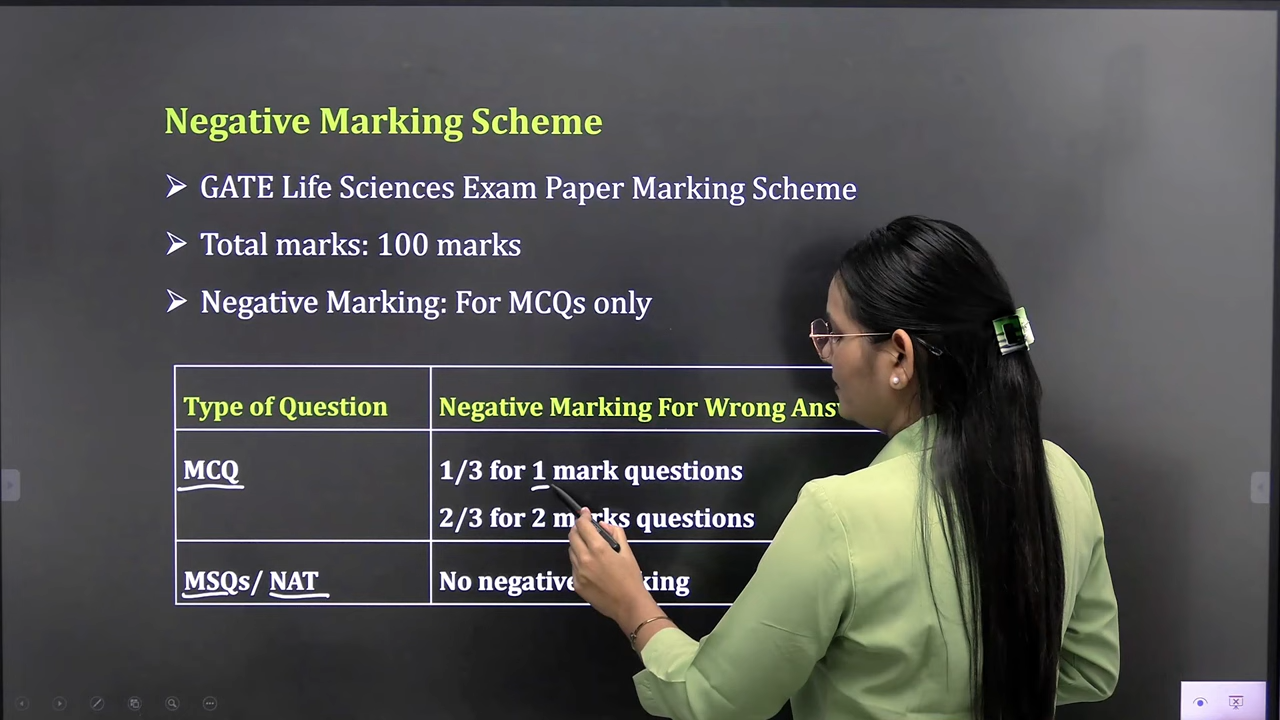 Negative Marking Scheme
➢ GATE Life Sciences Exam Paper Marking Scheme
➢ Total marks: 100 marks
➢ Negative Marking: For MCQs only
Type of Question
Negative Marking For Wrong
MCQ
1/3 for 1 mark questions
2/3 for 2 marks questions
MSQs/ NAT
No negative